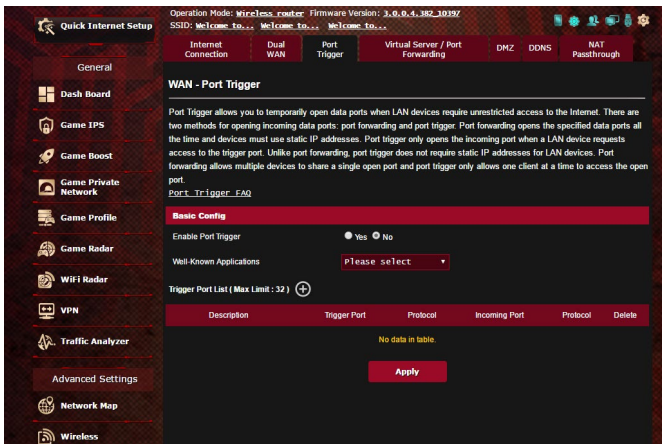 Quick Internet Setup
General
Dash Board
Game IPS
Game Boost
Game Private
Network
Game Profile
Game Radar
WiFi Radar
VPN
Traffic Analyzer
Advanced Settings
Network Map
Wireless
Operation Mode: Wireless router Firmware Version: 3.0.0.4.382_10397
SSID: Welcome to... Welcome to... Welcome to...
Internet Connection Dual WAN Port Trigger Virtual Server / Port Forwarding DMZ DDNS NAT Passthrough
WAN - Port Trigger
Port Trigger allows you to temporarily open data ports when LAN devices require unrestricted access to the Internet. There are
two methods for opening incoming data ports: port forwarding and port trigger. Port forwarding opens the specified data ports all
the time and devices must use static IP addresses. Port trigger only opens the incoming port when a LAN device requests
access to the trigger port. Unlike port forwarding, port trigger does not require static IP addresses for LAN devices. Port
forwarding allows multiple devices to share a single open port and port trigger only allows one client at a time to access the open
port.
Port Trigger FAQ
Basic Config
Enable Port Trigger Yes No
Well-Known Applications Please select
Trigger Port List ( Max Limit : 32 )
Description Trigger Port Protocol Incoming Port Protocol Delete
No data in table.
Apply